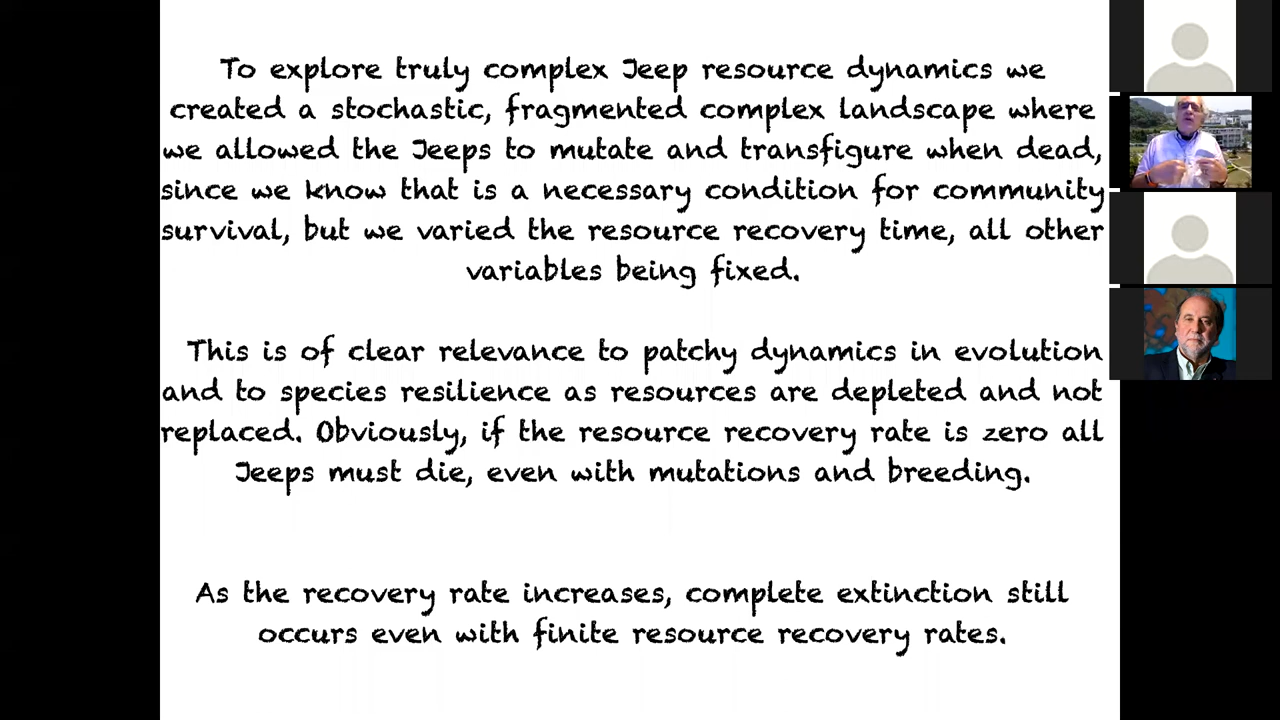 To explore truly complex Jeep resource dynamics we
created a stochastic, fragmented complex landscape where
we allowed the Jeeps to mutate and transfigure when dead,
since we know that is a necessary condition for community
survival, but we varied the resource recovery time, all other
variables being fixed.
This is of clear relevance to patchy dynamics in evolution
and to species resilience as resources are depleted and not
replaced. Obviously, if the resource recovery rate is zero all
Jeeps must die, even with mutations and breeding.
As the recovery rate increases, complete extinction still
occurs even with finite resource recovery rates.